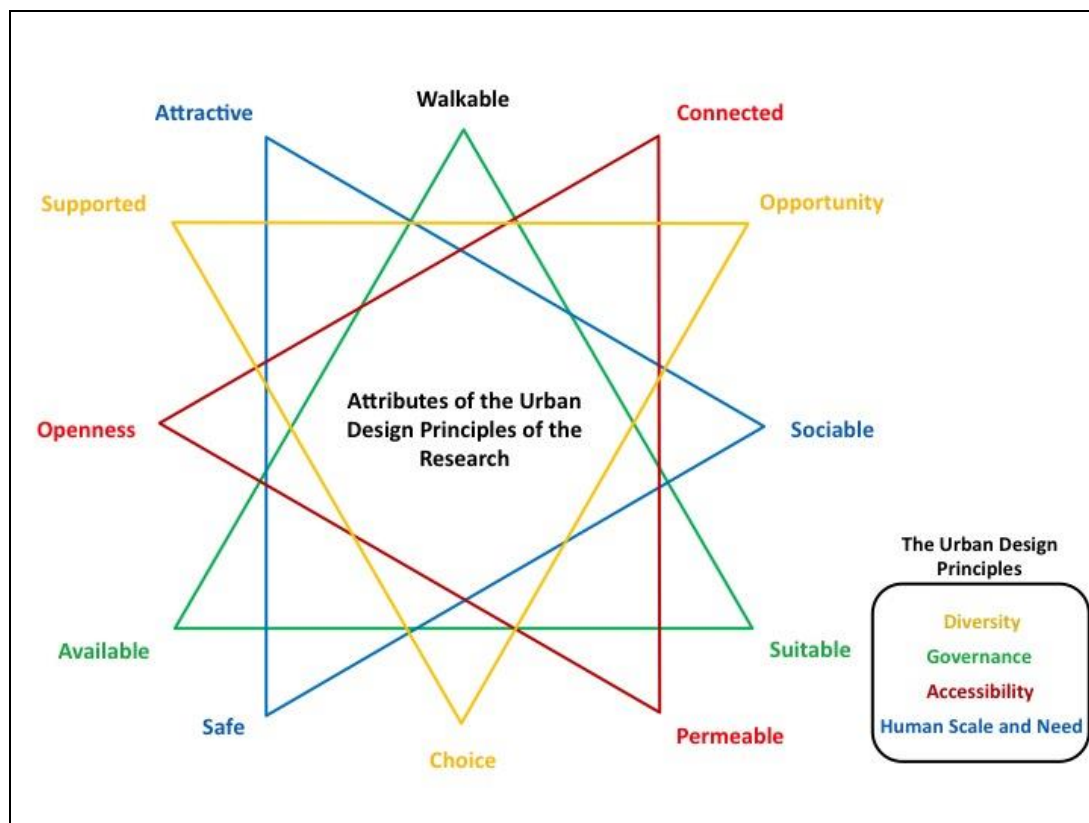 Walkable
Attractive
Connected
Supported
Opportunity
Attributes of the Urban
Design Principles of the
Research
Openness
Sociable
The Urban Design
Principles
Diversity
Governance
Accessibility
Human Scale and Need
Available
Suitable
Safe
Permeable
Choice